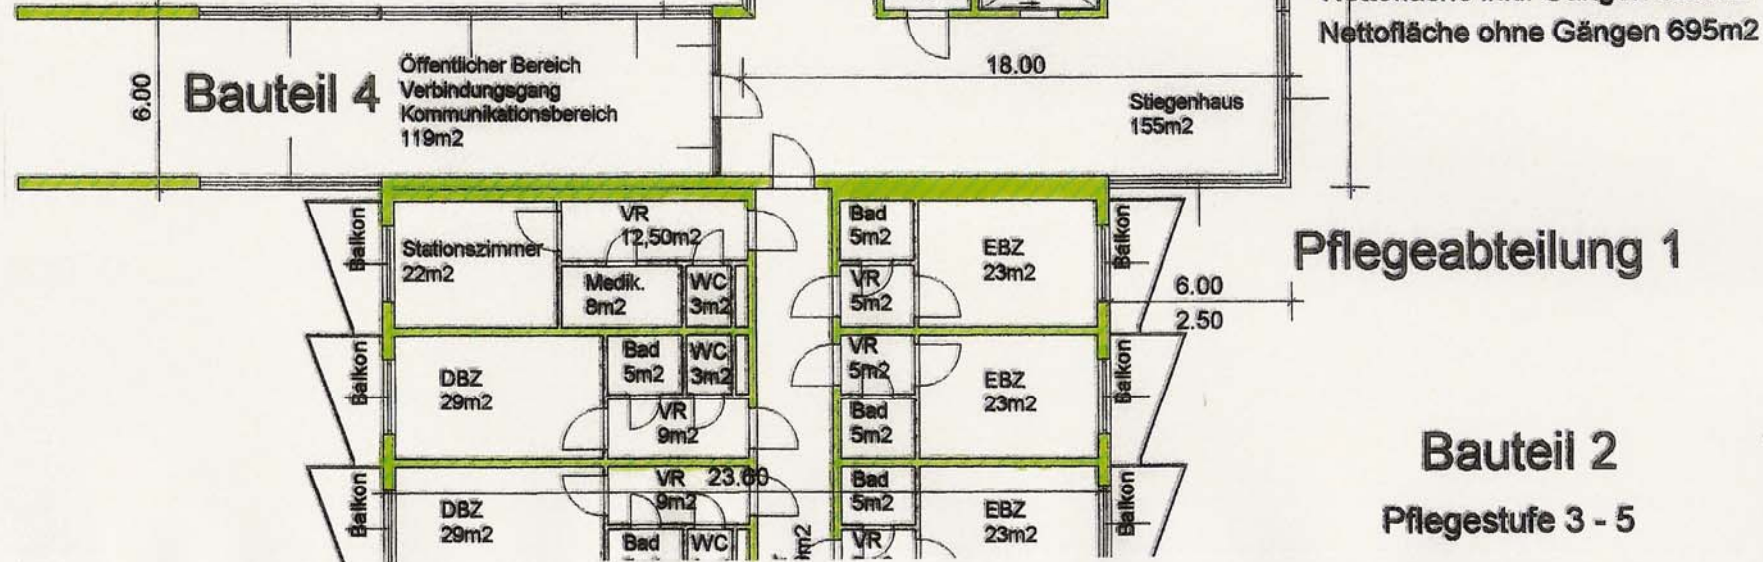 Nettofläche ohne Gängen 695m2
18.00
6.00
Bauteil 4
Öffentlicher Bereich
Verbindungsgang
Kommunikationsbereich
119m2
Stiegenhaus
155m2
Balkon
Stationszimmer
22m2
VR
12,50m2
Medik.
8m2
WC
3m2
Bad
5m2
VR
5m2
EBZ
23m2
Balkon
Pflegeabteilung 1
6.00
2.50
Balkon
DBZ
29m2
Bad
5m2
WC
3m2
VR
9m2
VR
5m2
Bad
5m2
EBZ
23m2
Balkon
Bauteil 2
Pflegestufe 3 - 5
Balkon
DBZ
29m2
VR
9m2
23.60
Bad
WC
Bad
5m2
VR
EBZ
23m2
Balkon